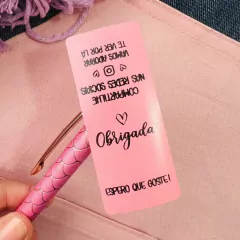 TE VER POR LÁ
VAMOS ADORAR
NAS REDES SOCIAIS
COMPARTILHE
Obrigada
ESPERO QUE GOSTE!